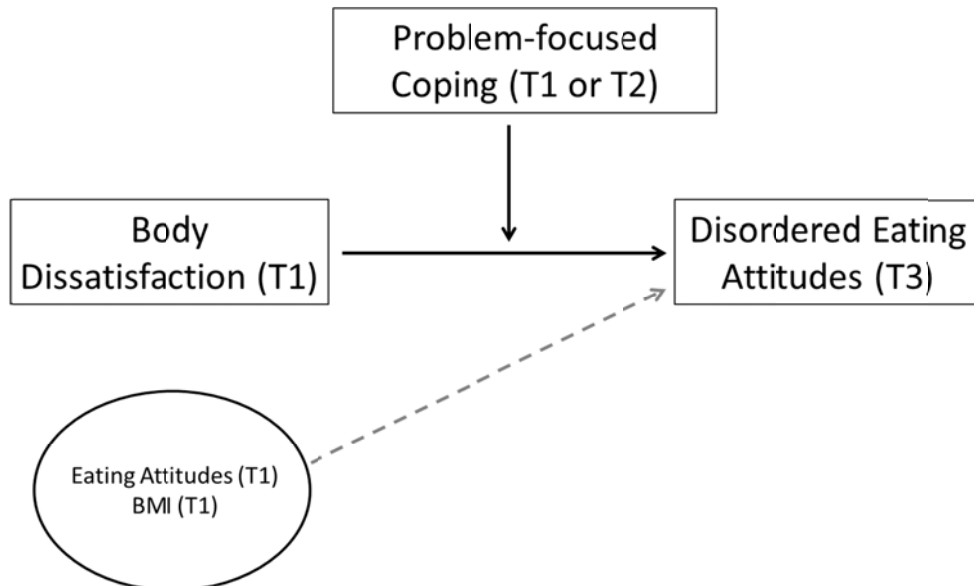 Problem-focused
Coping (T1 or T2)
Body
Dissatisfaction (T1)
Disordered Eating
Attitudes (T3)
Eating Attitudes (T1)
BMI (T1)